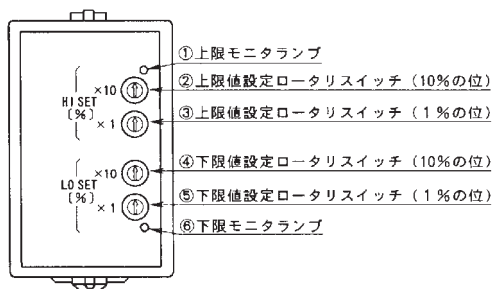 ①上限モニタランプ
×10 ②上限値設定ロータリスイッチ（10%の位）
HI SET
〔%〕
×1 ③上限値設定ロータリスイッチ（1%の位）
×10 ④下限値設定ロータリスイッチ（10%の位）
LO SET
〔%〕
×1 ⑤下限値設定ロータリスイッチ（1%の位）
⑥下限モニタランプ